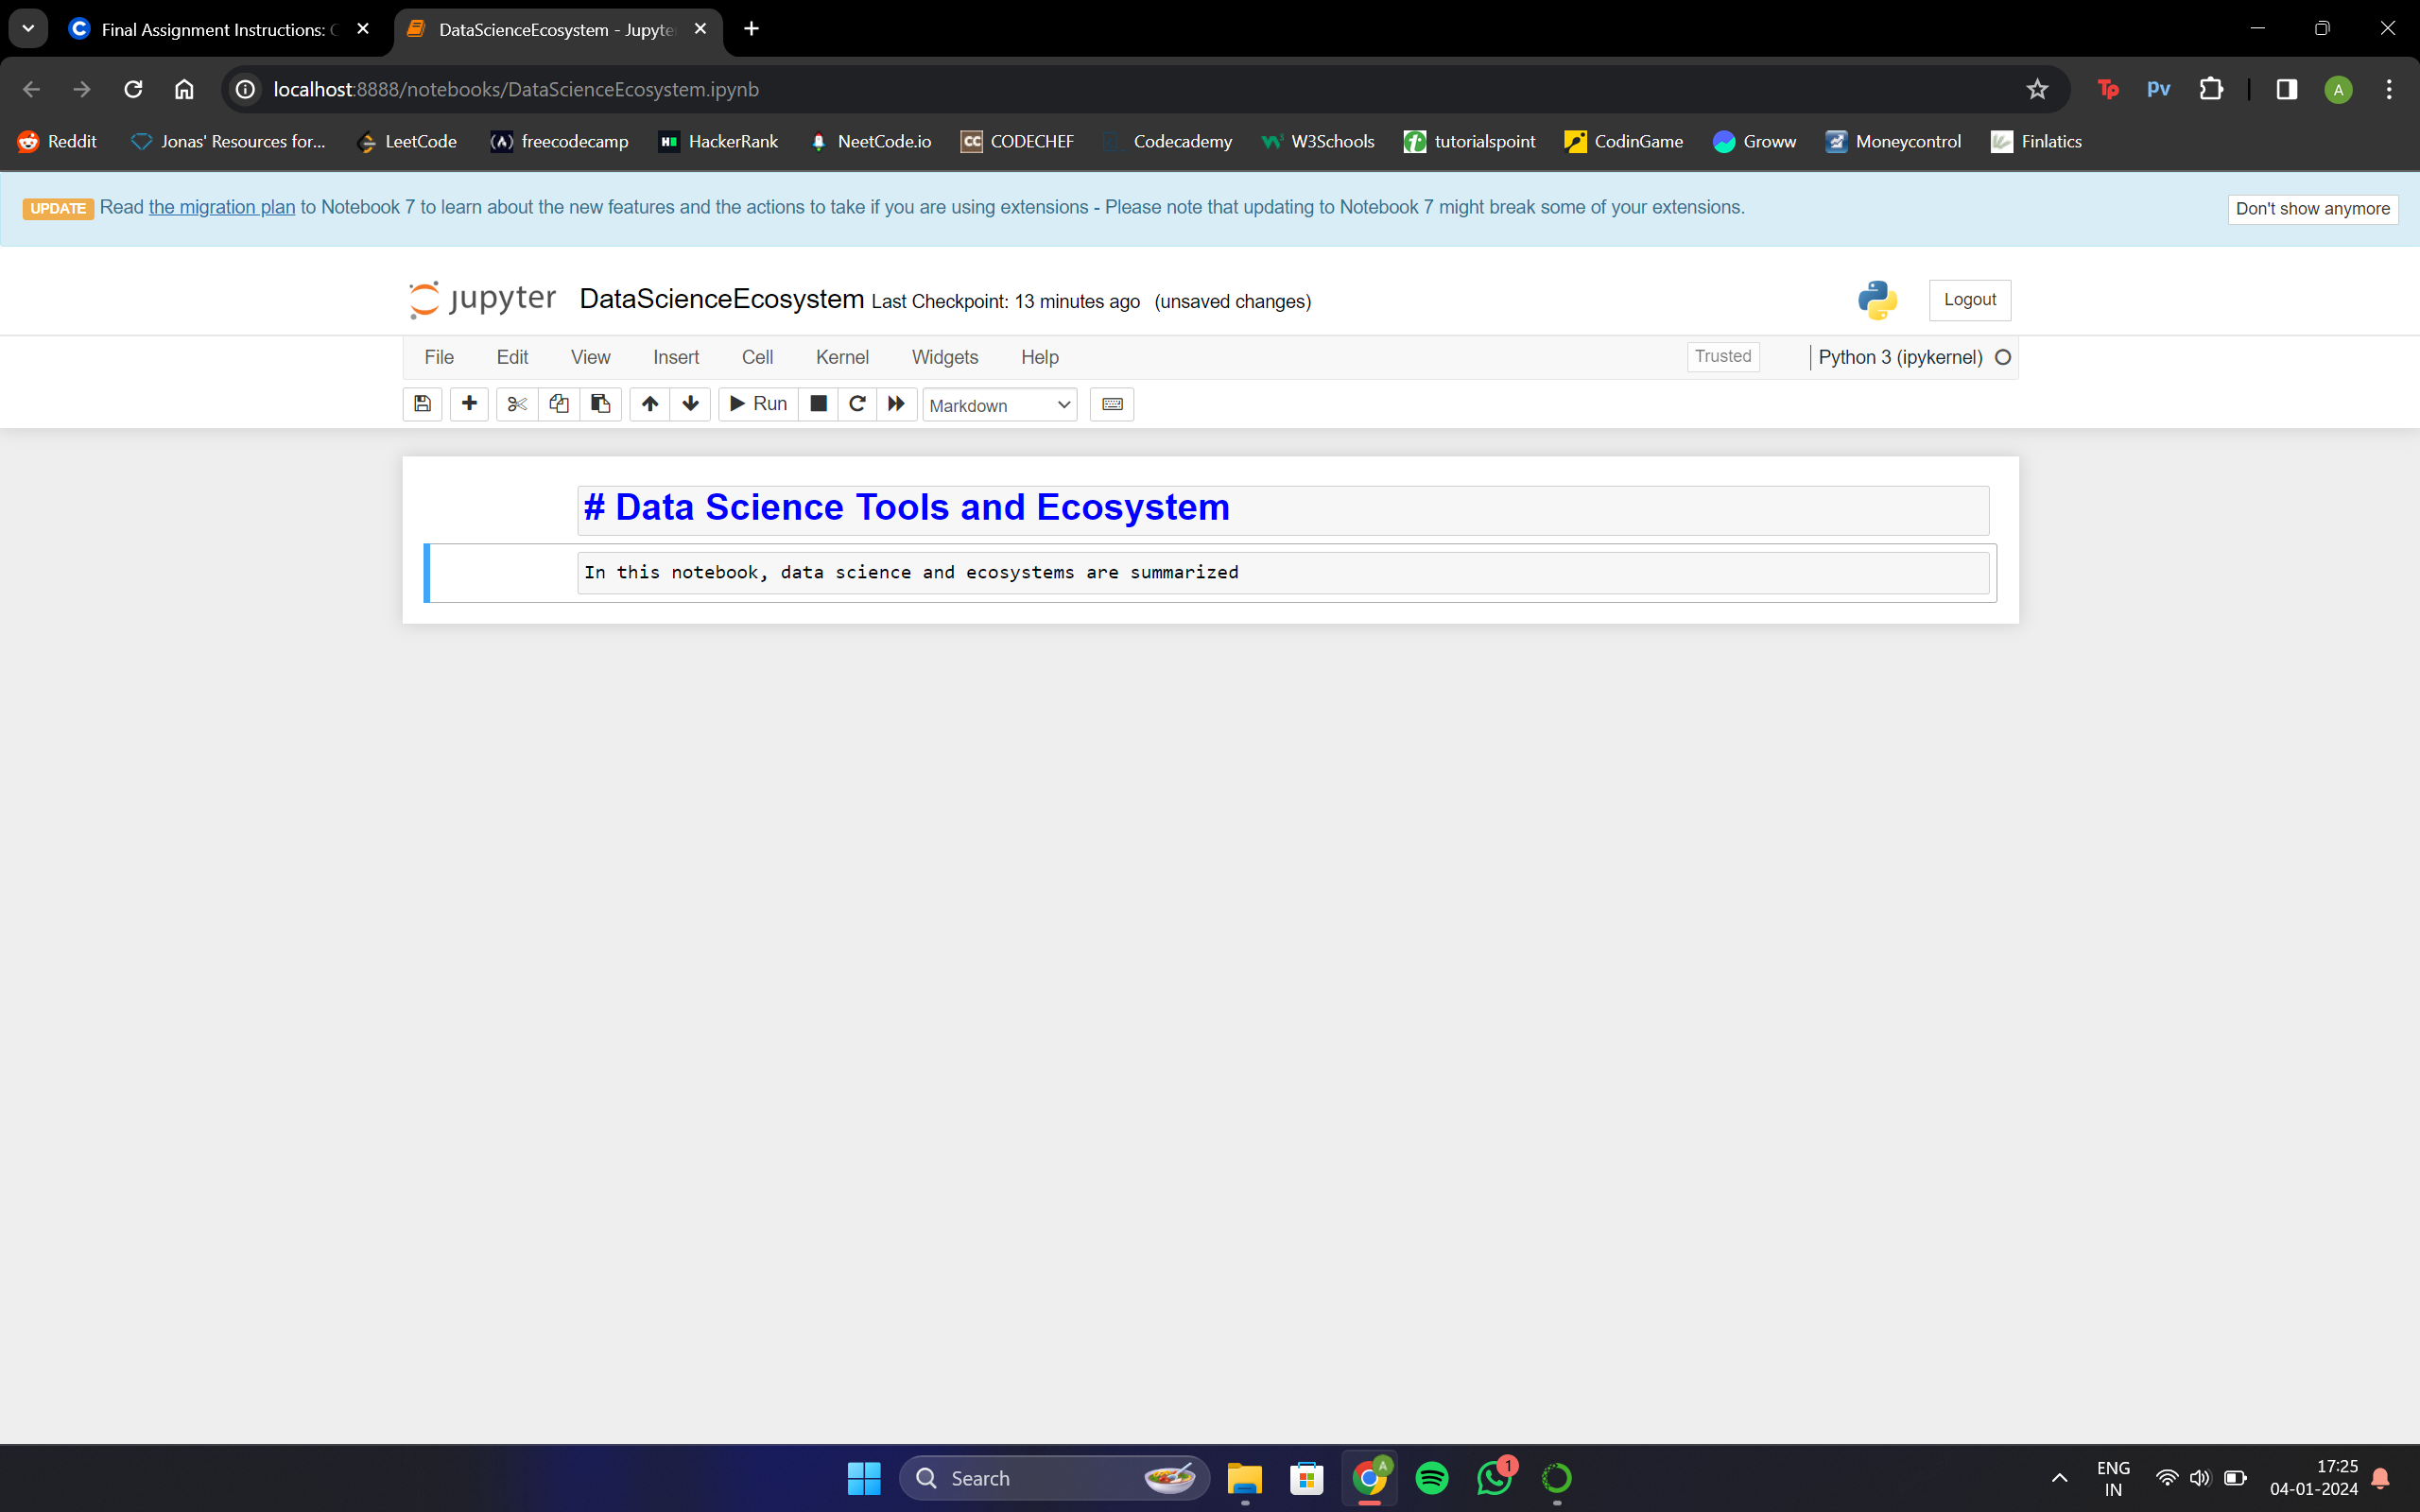 Final Assignment Instructions: C
DataScienceEcosystem - Jupyte
localhost:8888/notebooks/DataScienceEcosystem.ipynb
Tp
pv
A
Reddit
Jonas' Resources for...
LeetCode
freecodecamp
HackerRank
NeetCode.io
CC CODECHEF
Codecademy
W3Schools
tutorialspoint
CodinGame
Groww
Moneycontrol
Finlatics
UPDATE Read the migration plan to Notebook 7 to learn about the new features and the actions to take if you are using extensions - Please note that updating to Notebook 7 might break some of your extensions.
Don't show anymore
jupyter DataScienceEcosystem Last Checkpoint: 13 minutes ago (unsaved changes)
Logout
File Edit View Insert Cell Kernel Widgets Help
Trusted
Python 3 (ipykernel)
Run
Markdown
# Data Science Tools and Ecosystem
In this notebook, data science and ecosystems are summarized
Search
A
1
ENG
IN
17:25
04-01-2024